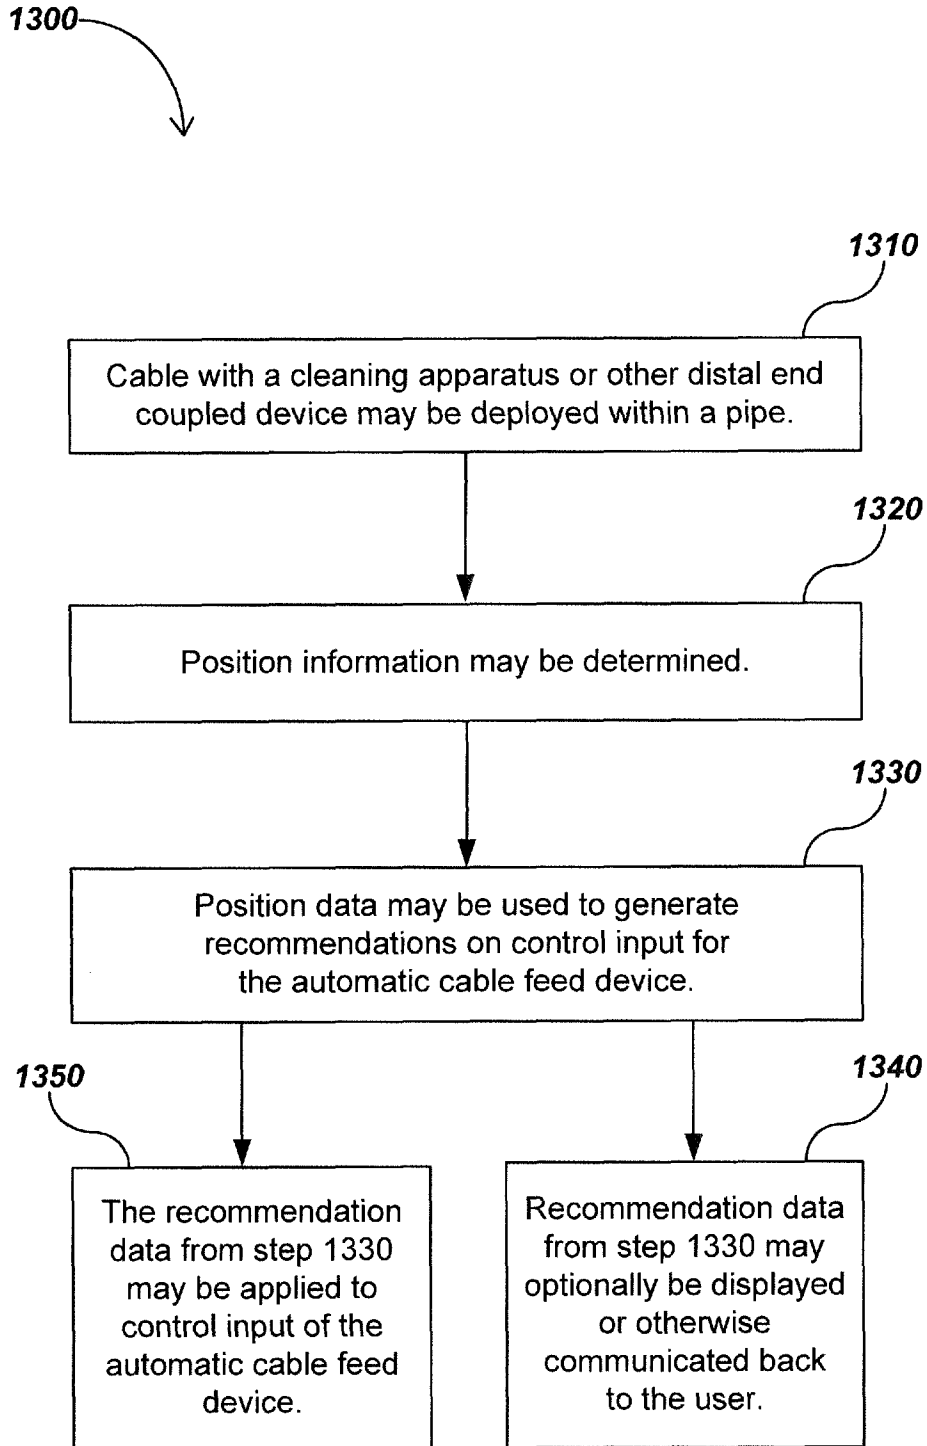 1300
1310
Cable with a cleaning apparatus or other distal end
coupled device may be deployed within a pipe.
1320
Position information may be determined.
1330
Position data may be used to generate
recommendations on control input for
the automatic cable feed device.
1350
The recommendation
data from step 1330
may be applied to
control input of the
automatic cable feed
device.
1340
Recommendation data
from step 1330 may
optionally be displayed
or otherwise
communicated back
to the user.